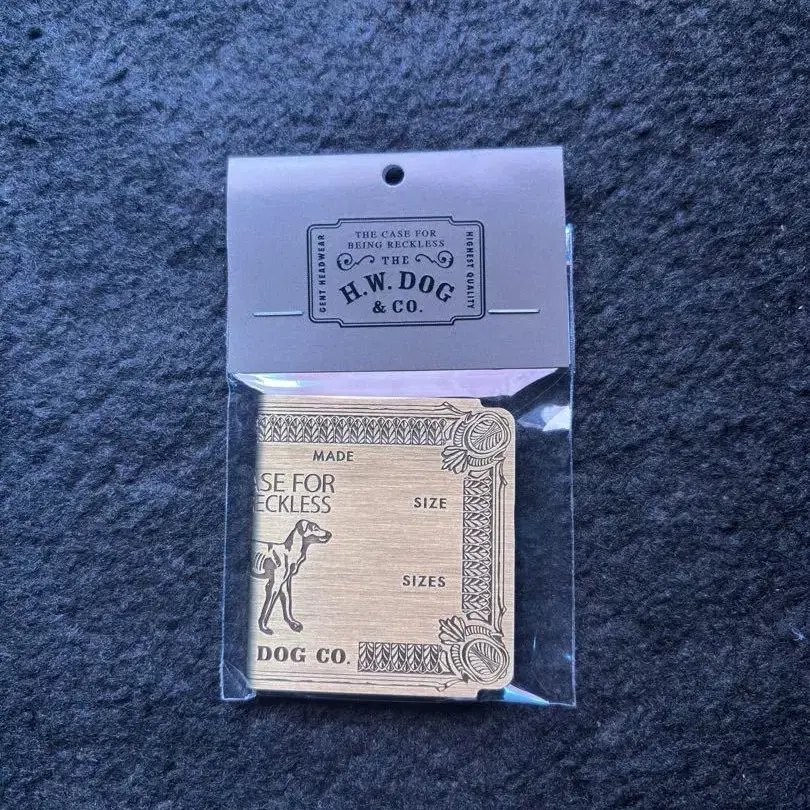 THE CASE FOR
BEING RECKLESS
GENT HEADWEAR
THE
HIGHEST QUALITY
H.W. DOG
& CO.
MADE
ASE FOR
ECKLESS
SIZE
SIZES
DOG CO.